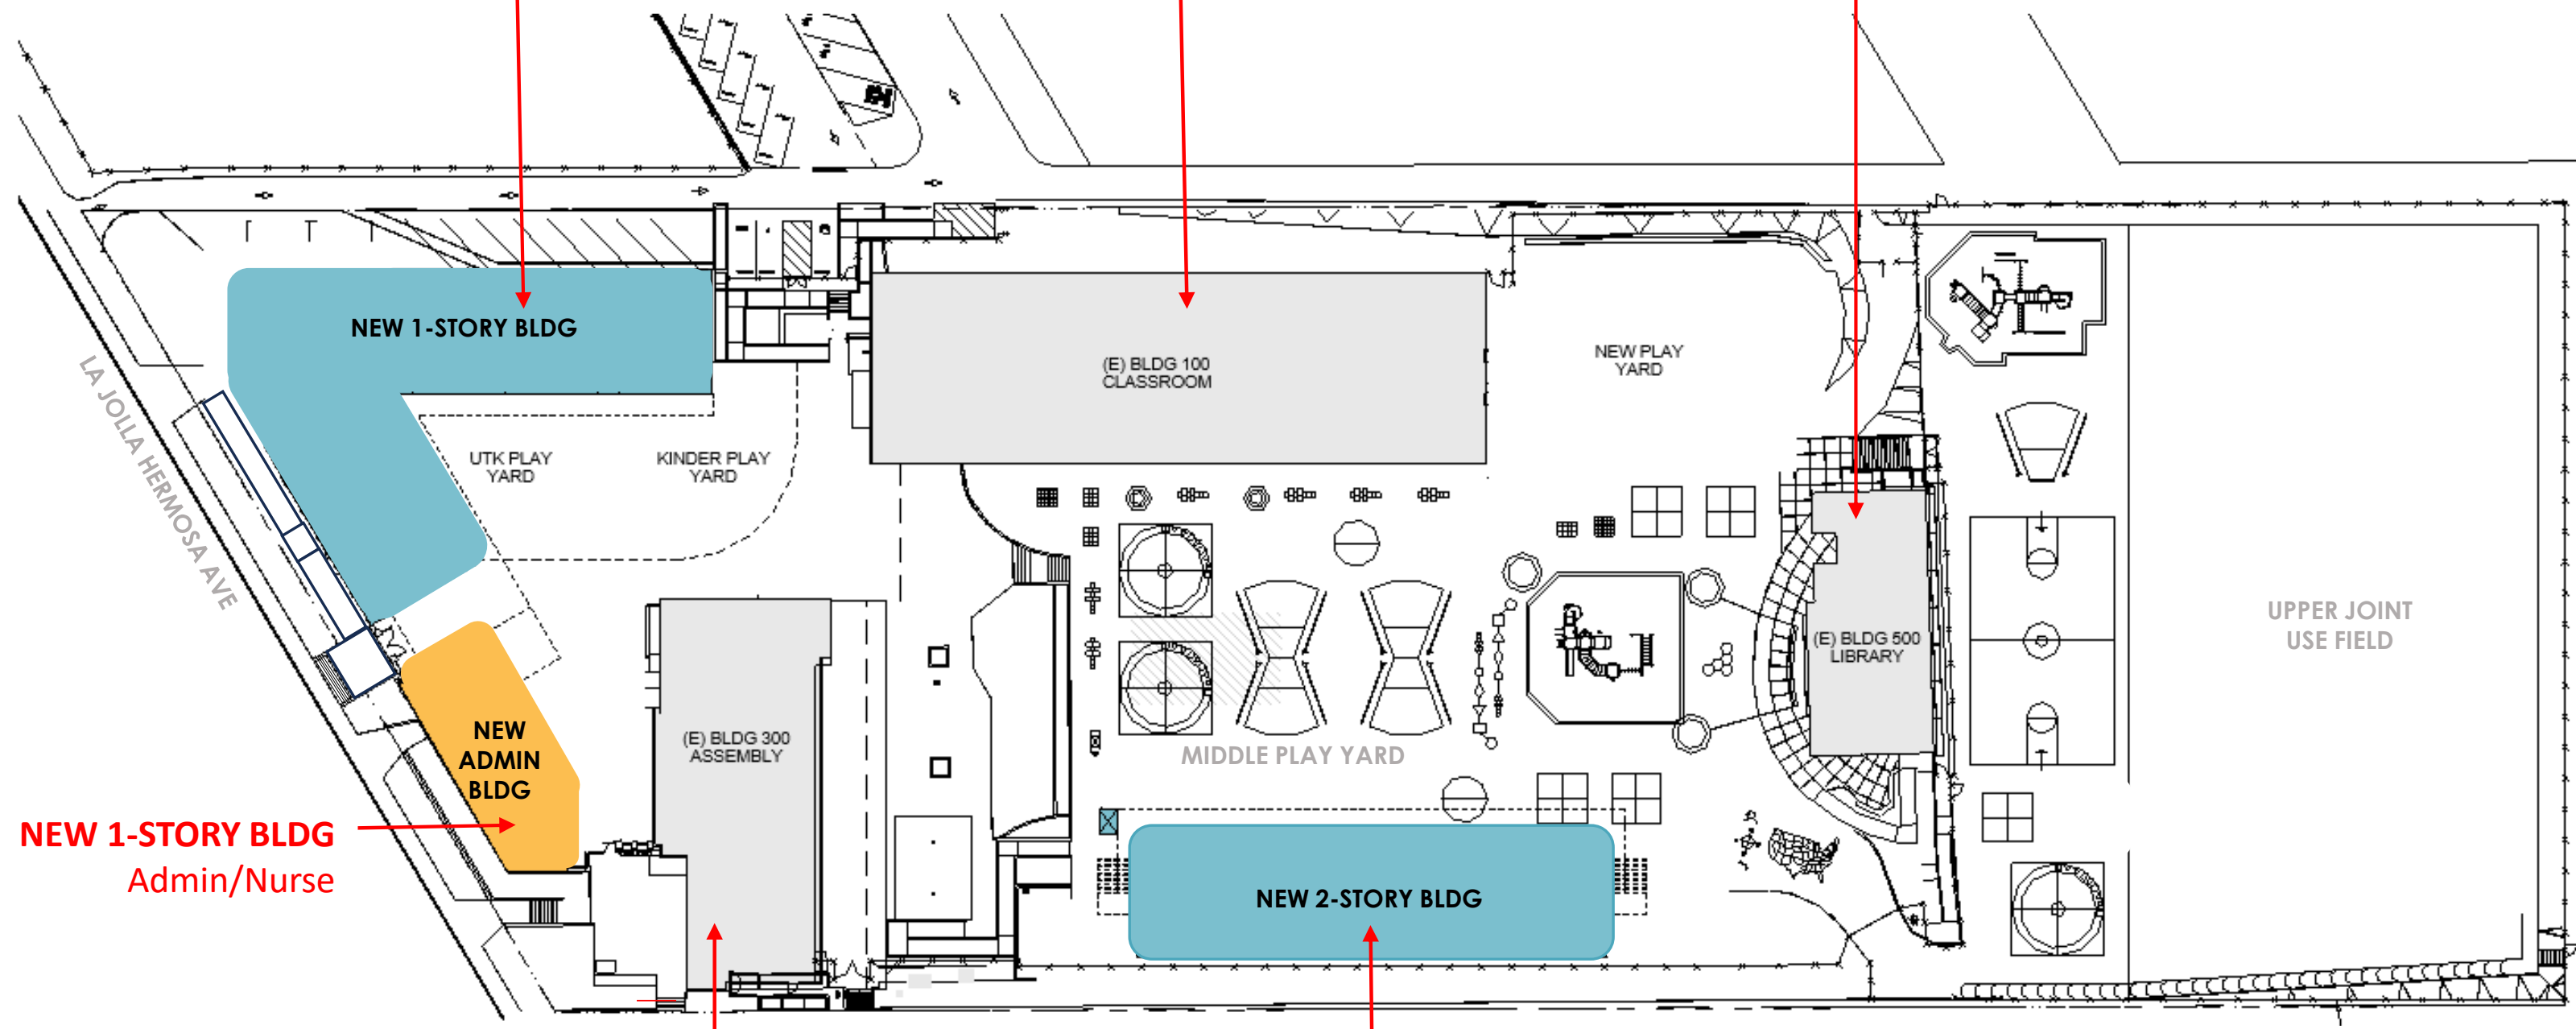 NEW 1-STORY BLDG
(E) BLDG 100
CLASSROOM
NEW PLAY
YARD
LA JOLLA HERMOSA AVE
UTK PLAY
YARD
KINDER PLAY
YARD
UPPER JOINT
USE FIELD
(E) BLDG 500
LIBRARY
NEW
ADMIN
BLDG
(E) BLDG 300
ASSEMBLY
MIDDLE PLAY YARD
NEW 1-STORY BLDG
Admin/Nurse
NEW 2-STORY BLDG